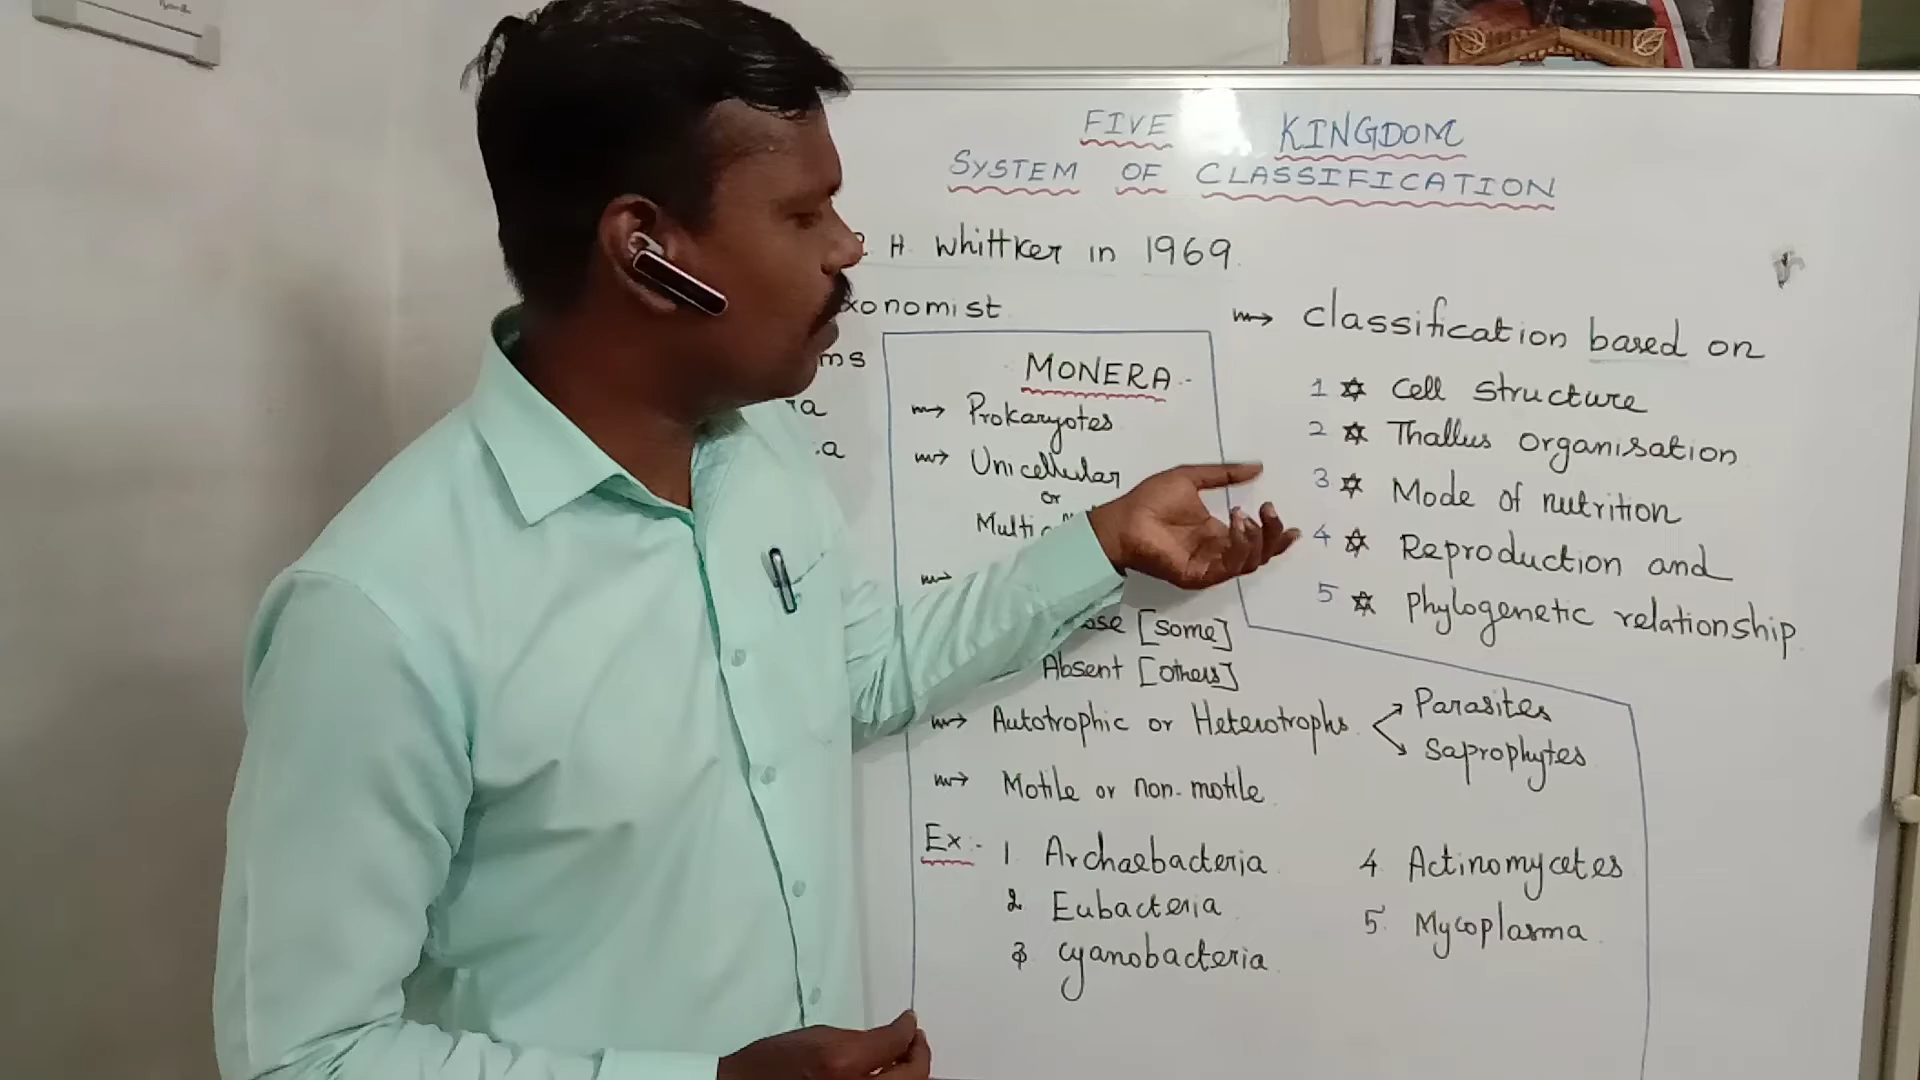 FIVE KINGDOM
SYSTEM OF CLASSIFICATION
H. Whittker in 1969.
xonomist
ms
a
MONERA
Prokaryotes
Unicellular
or
Multi
ose [some]
Absent [others]
Autotrophic or Heterotrophs
Parasites
Saprophytes
Motile or non-motile
Ex:-
1. Archaebacteria
2. Eubacteria
3. Cyanobacteria
4. Actinomycetes
5. Mycoplasma
Classification based on
1 Cell structure
2 Thallus organisation
3 Mode of nutrition
4 Reproduction and
5 Phylogenetic relationship